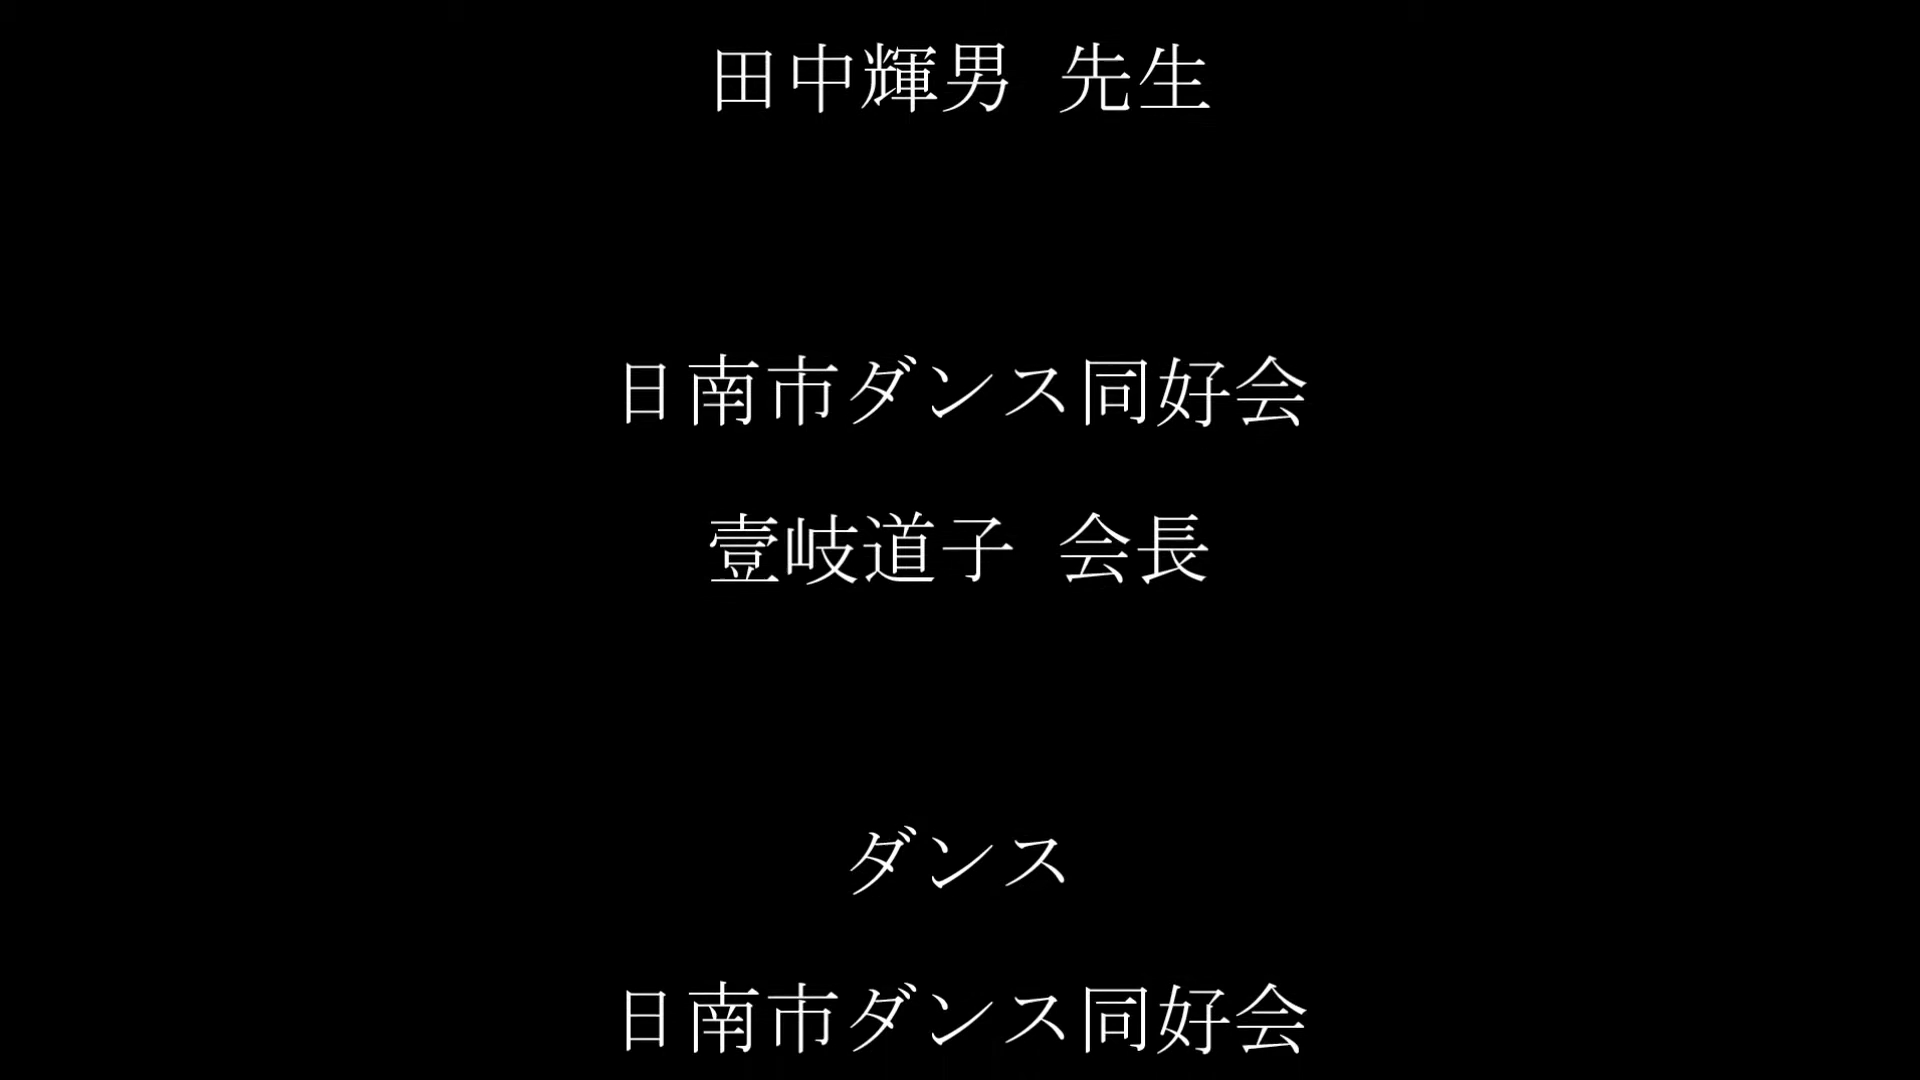 田中輝男 先生
日南市ダンス同好会
壹岐道子 会長
ダンス
日南市ダンス同好会